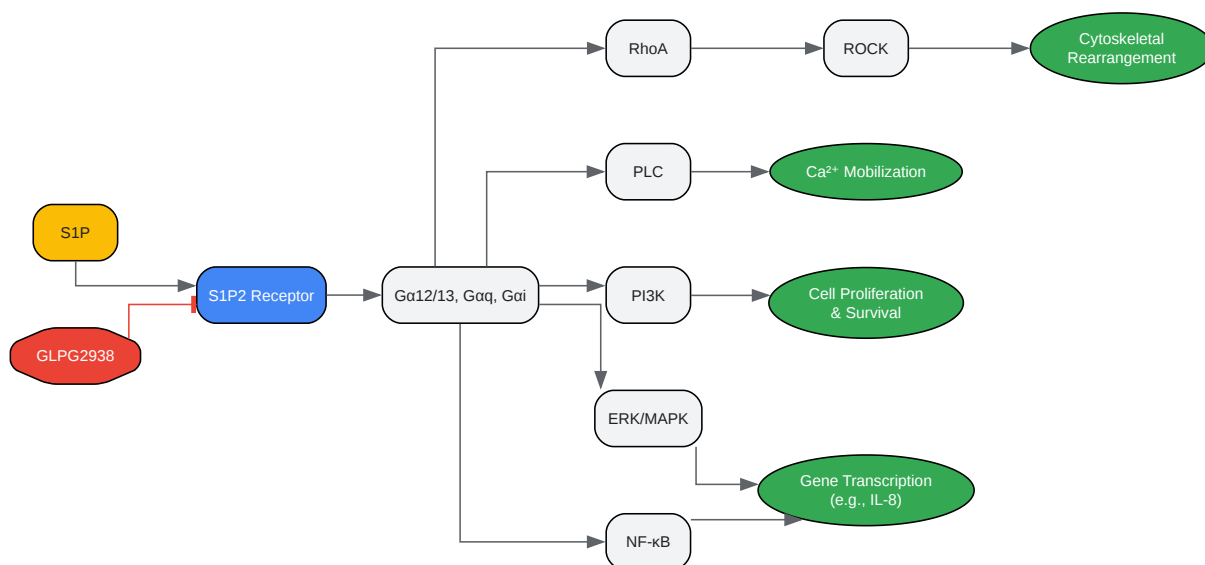 RhoA
ROCK
Cytoskeletal
Rearrangement
PLC
Ca²⁺ Mobilization
S1P
S1P2 Receptor
Gα12/13, Gαq, Gαi
PI3K
Cell Proliferation
& Survival
GLPG2938
ERK/MAPK
Gene Transcription
(e.g., IL-8)
NF-κB